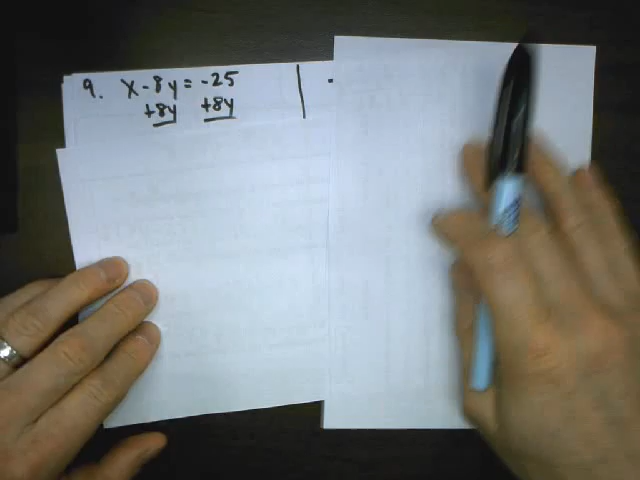 9. x - 8y = -25
+8y +8y